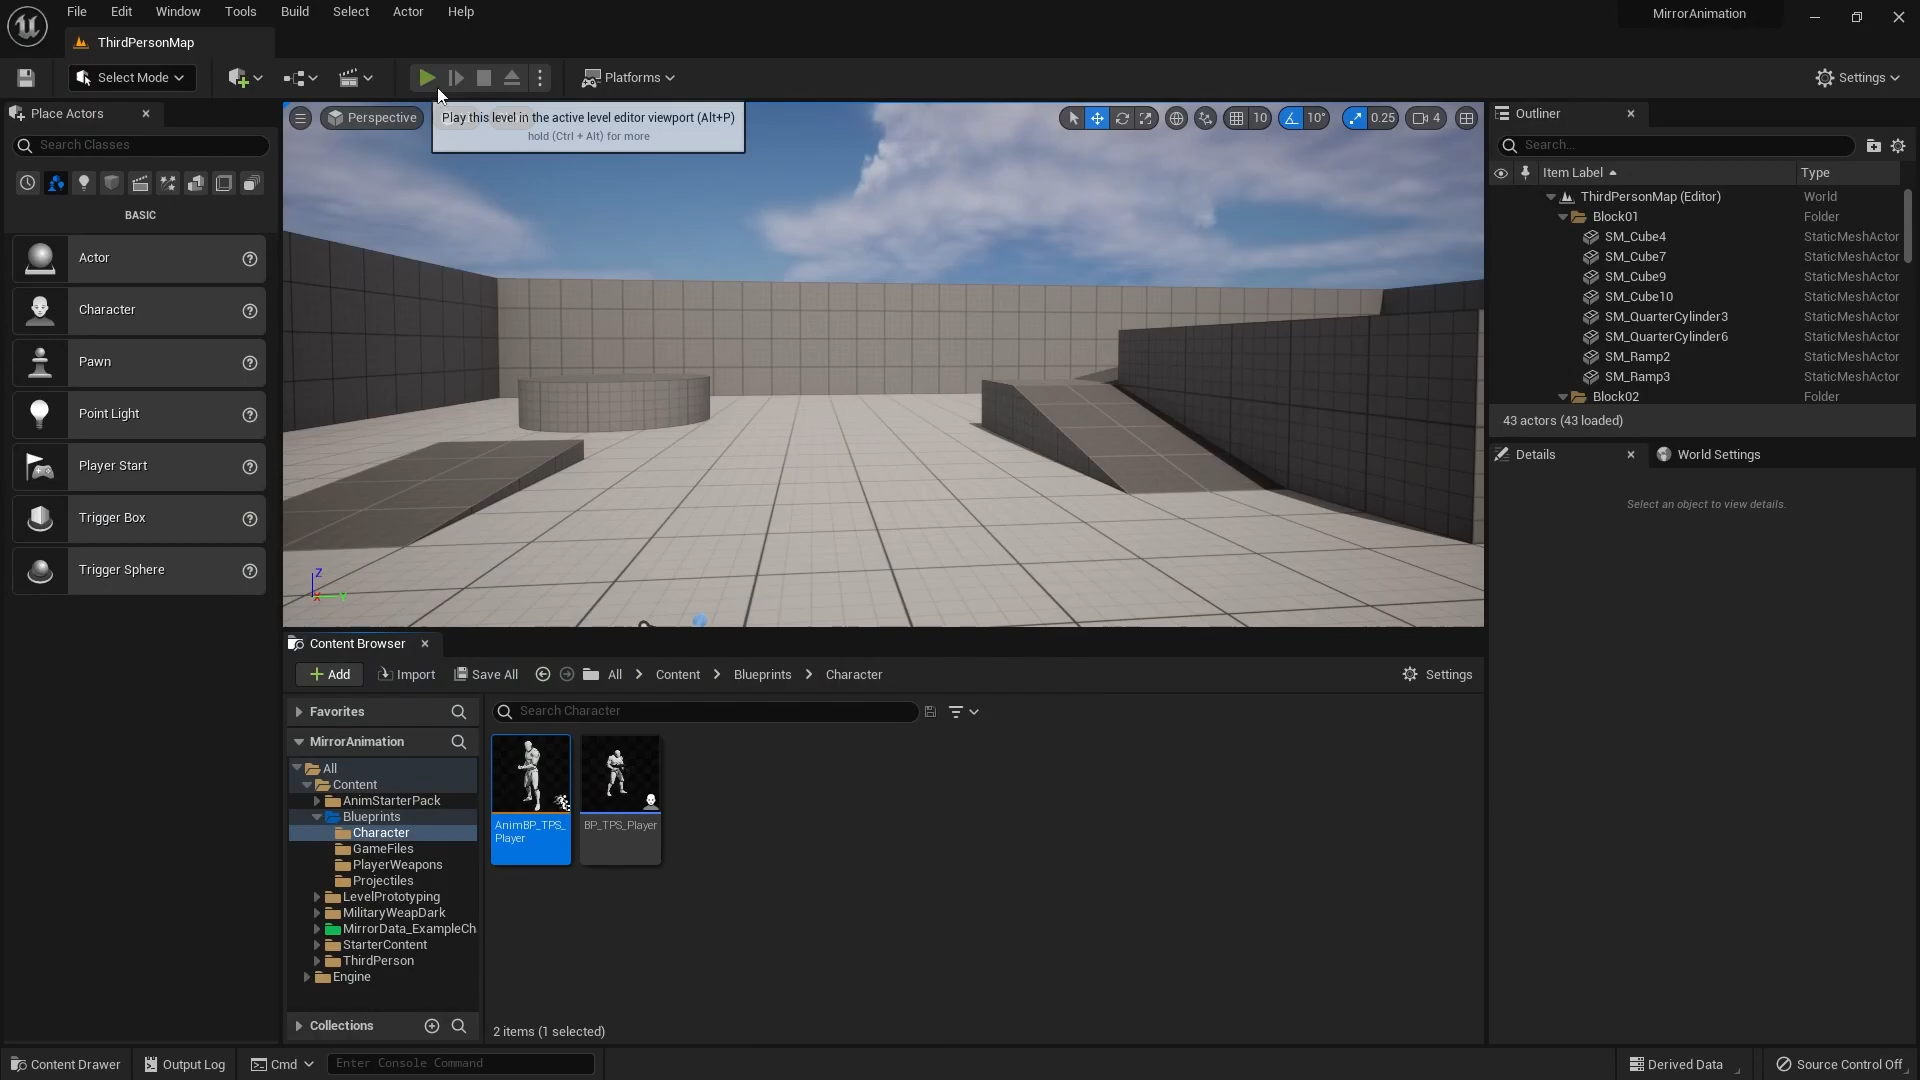 File Edit Window Tools Build Select Actor Help
MirrorAnimation
ThirdPersonMap
Select Mode
Platforms
Settings
Place Actors
Search Classes
BASIC
Actor
Character
Pawn
Point Light
Player Start
Trigger Box
Trigger Sphere
Perspective
Play this level in the active level editor viewport (Alt+P)
hold (Ctrl + Alt) for more
10
10°
0.25
4
Z
Outliner
Search...
Item Label Type
ThirdPersonMap (Editor) World
Block01 Folder
SM_Cube4 StaticMeshActor
SM_Cube7 StaticMeshActor
SM_Cube9 StaticMeshActor
SM_Cube10 StaticMeshActor
SM_QuarterCylinder3 StaticMeshActor
SM_QuarterCylinder6 StaticMeshActor
SM_Ramp2 StaticMeshActor
SM_Ramp3 StaticMeshActor
Block02 Folder
43 actors (43 loaded)
Details
World Settings
Select an object to view details.
Content Browser
Add
Import
Save All
All
Content
Blueprints
Character
Settings
Favorites
MirrorAnimation
All
Content
AnimStarterPack
Blueprints
Character
GameFiles
PlayerWeapons
Projectiles
LevelPrototyping
MilitaryWeapDark
MirrorData_ExampleCh
StarterContent
ThirdPerson
Engine
Collections
Search Character
AnimBP_TPS_
Player
BP_TPS_Player
2 items (1 selected)
Content Drawer
Output Log
Cmd
Enter Console Command
Derived Data
Source Control Off